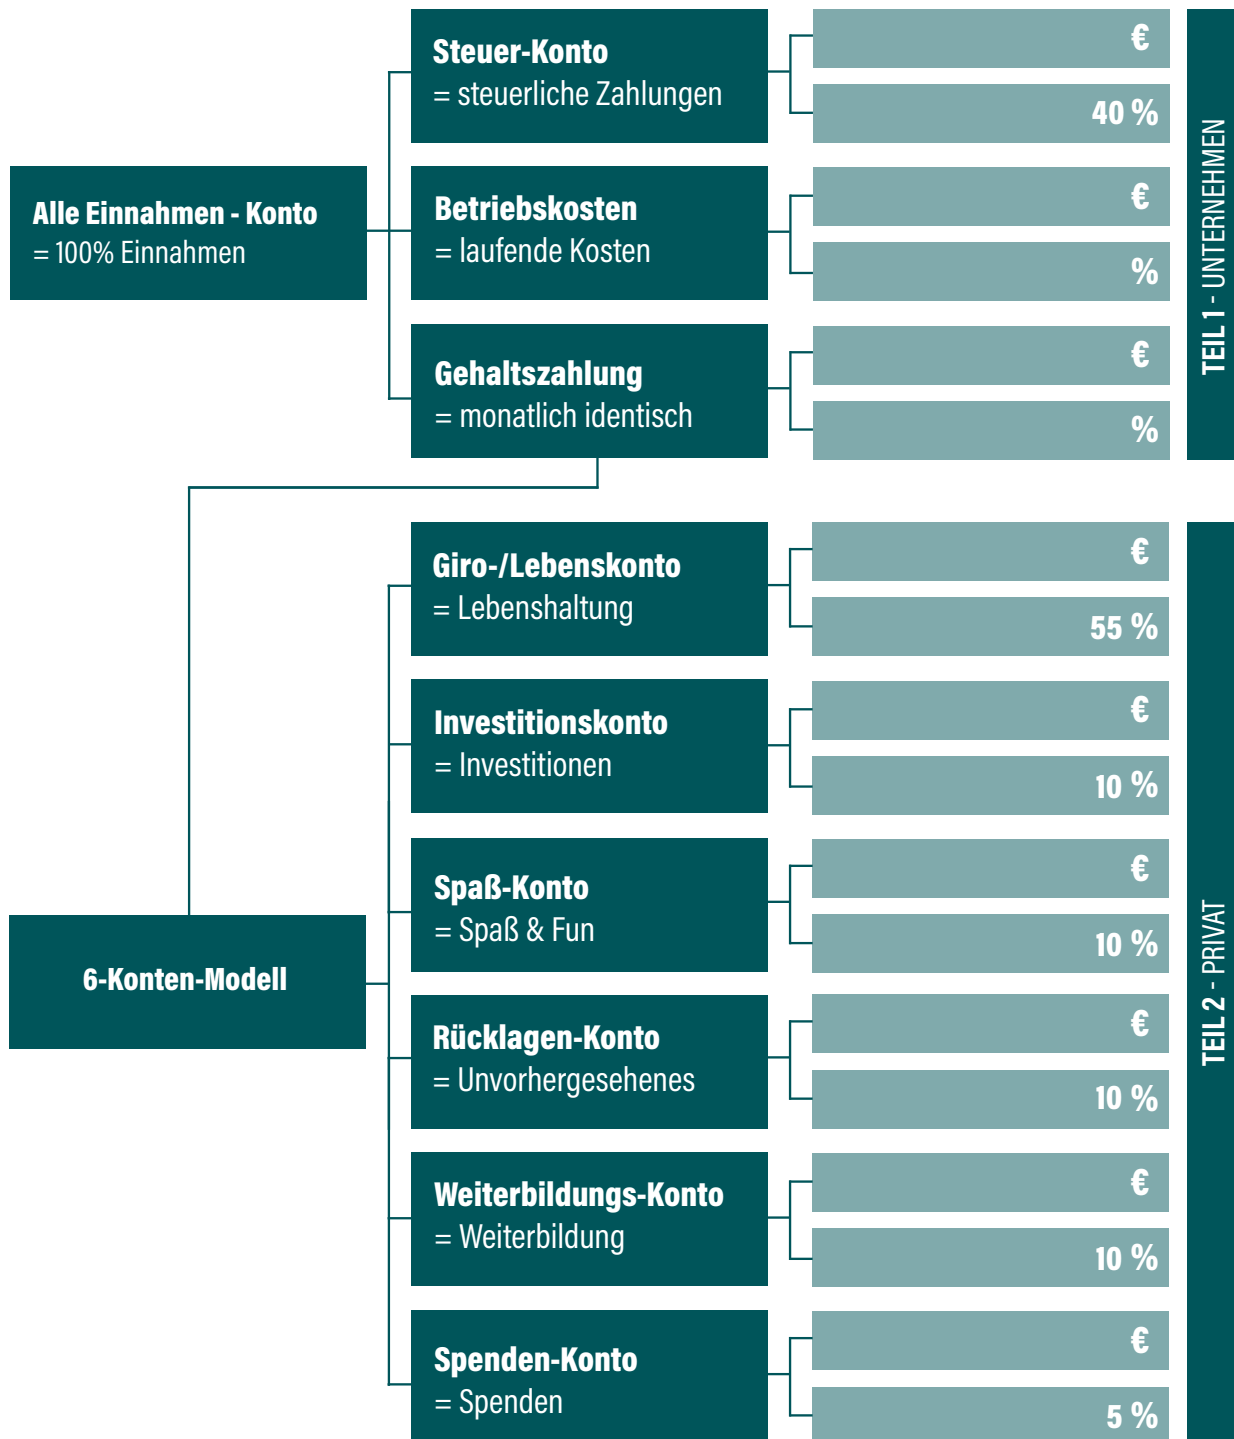 Steuer-Konto
= steuerliche Zahlungen
€
40 %
Alle Einnahmen - Konto
= 100% Einnahmen
Betriebskosten
= laufende Kosten
€
%
Gehaltszahlung
= monatlich identisch
€
%
TEIL 1 - UNTERNEHMEN
Giro-/Lebenskonto
= Lebenshaltung
€
55 %
Investitionskonto
= Investitionen
€
10 %
Spaß-Konto
= Spaß & Fun
€
10 %
6-Konten-Modell
Rücklagen-Konto
= Unvorhergesehenes
€
10 %
Weiterbildungs-Konto
= Weiterbildung
€
10 %
Spenden-Konto
= Spenden
€
5 %
TEIL 2 - PRIVAT